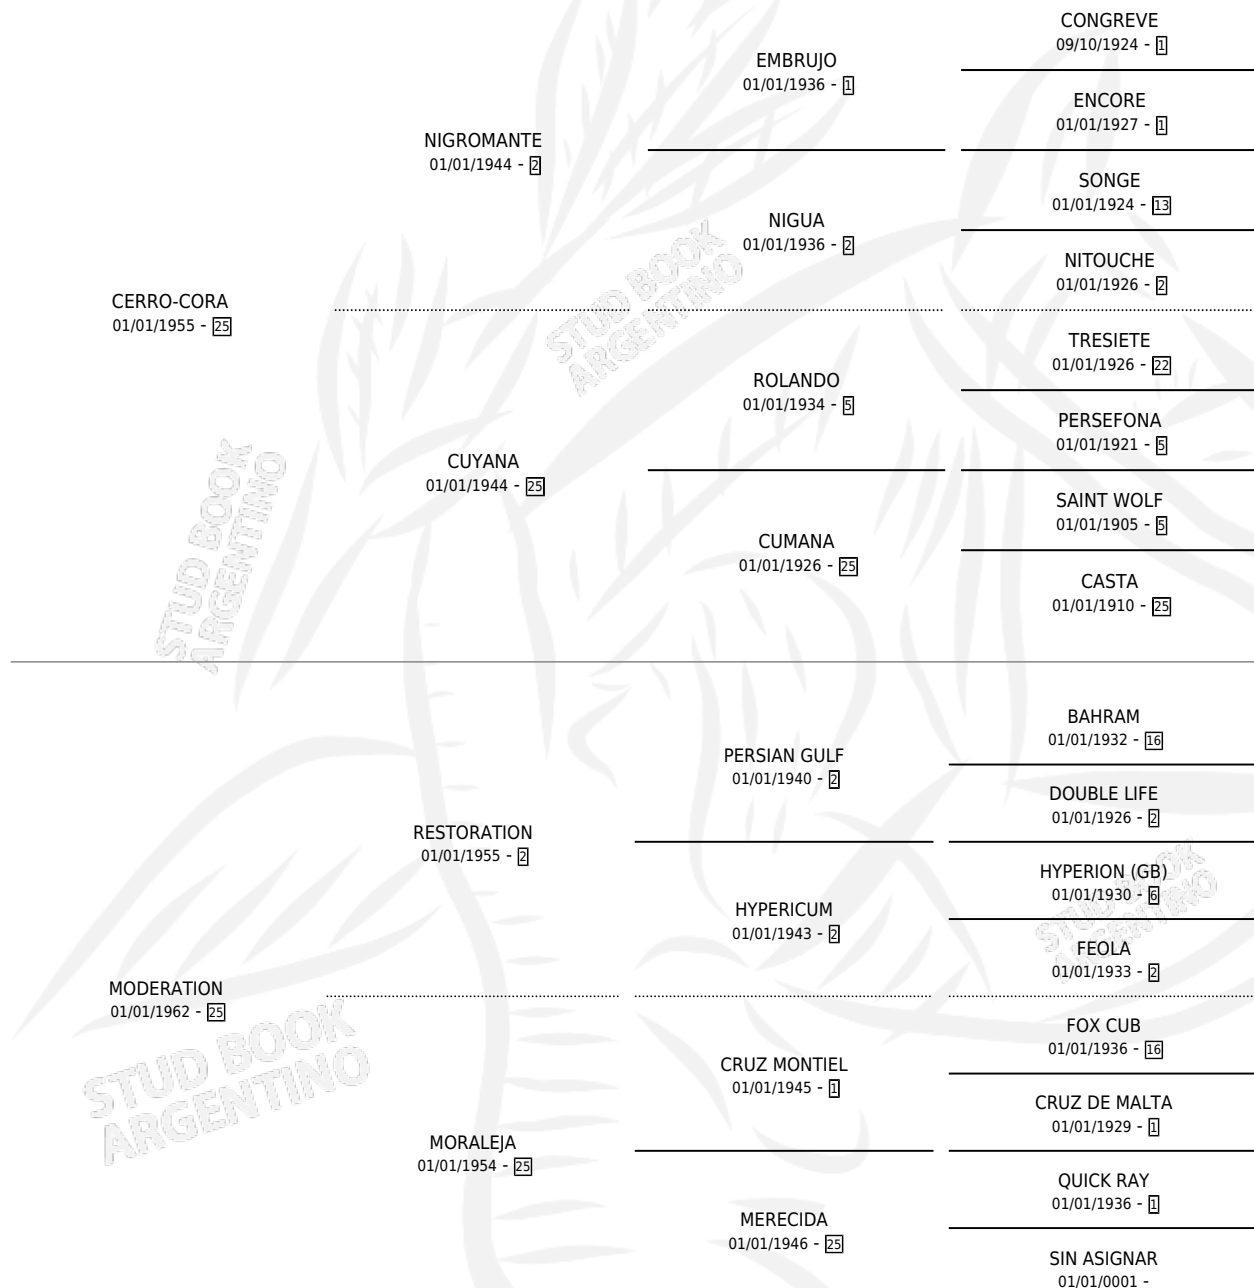 CONGREVE
09/10/1924 - 1
EMBRUJO
01/01/1936 - 1
ENCORE
01/01/1927 - 1
NIGROMANTE
01/01/1944 - 2
SONGE
01/01/1924 - 13
NIGUA
01/01/1936 - 2
NITOUCHE
01/01/1926 - 2
CERRO-CORA
01/01/1955 - 25
TRESIETE
01/01/1926 - 22
ROLANDO
01/01/1934 - 5
PERSEFONA
01/01/1921 - 5
CUYANA
01/01/1944 - 25
SAINT WOLF
01/01/1905 - 5
CUMANA
01/01/1926 - 25
CASTA
01/01/1910 - 25
BAHRAM
01/01/1932 - 16
PERSIAN GULF
01/01/1940 - 2
DOUBLE LIFE
01/01/1926 - 2
RESTORATION
01/01/1955 - 2
HYPERION (GB)
01/01/1930 - 6
HYPERICUM
01/01/1943 - 2
FEOLA
01/01/1933 - 2
MODERATION
01/01/1962 - 25
FOX CUB
01/01/1936 - 16
CRUZ MONTIEL
01/01/1945 - 1
CRUZ DE MALTA
01/01/1929 - 1
MORALEJA
01/01/1954 - 25
QUICK RAY
01/01/1936 - 1
MERECIDA
01/01/1946 - 25
SIN ASIGNAR
01/01/0001 -
STUD BOOK
ARGENTINO
STUD BOOK
ARGENTINO
STUD BOOK
ARGENTINO
STUD BOOK
ARGENTINO